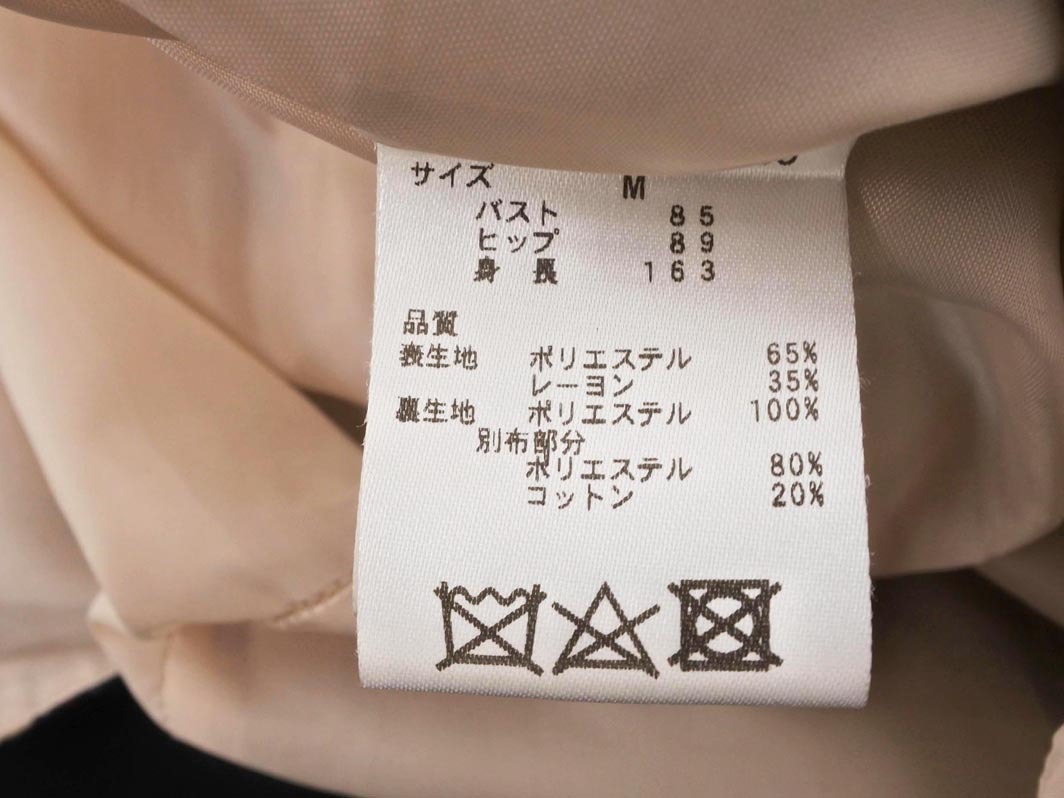 サイズ M
バスト 85
ヒップ 89
身長 163
品質
表生地 ポリエステル 65%
レーヨン 35%
裏生地 ポリエステル 100%
別布部分
ポリエステル 80%
コットン 20%